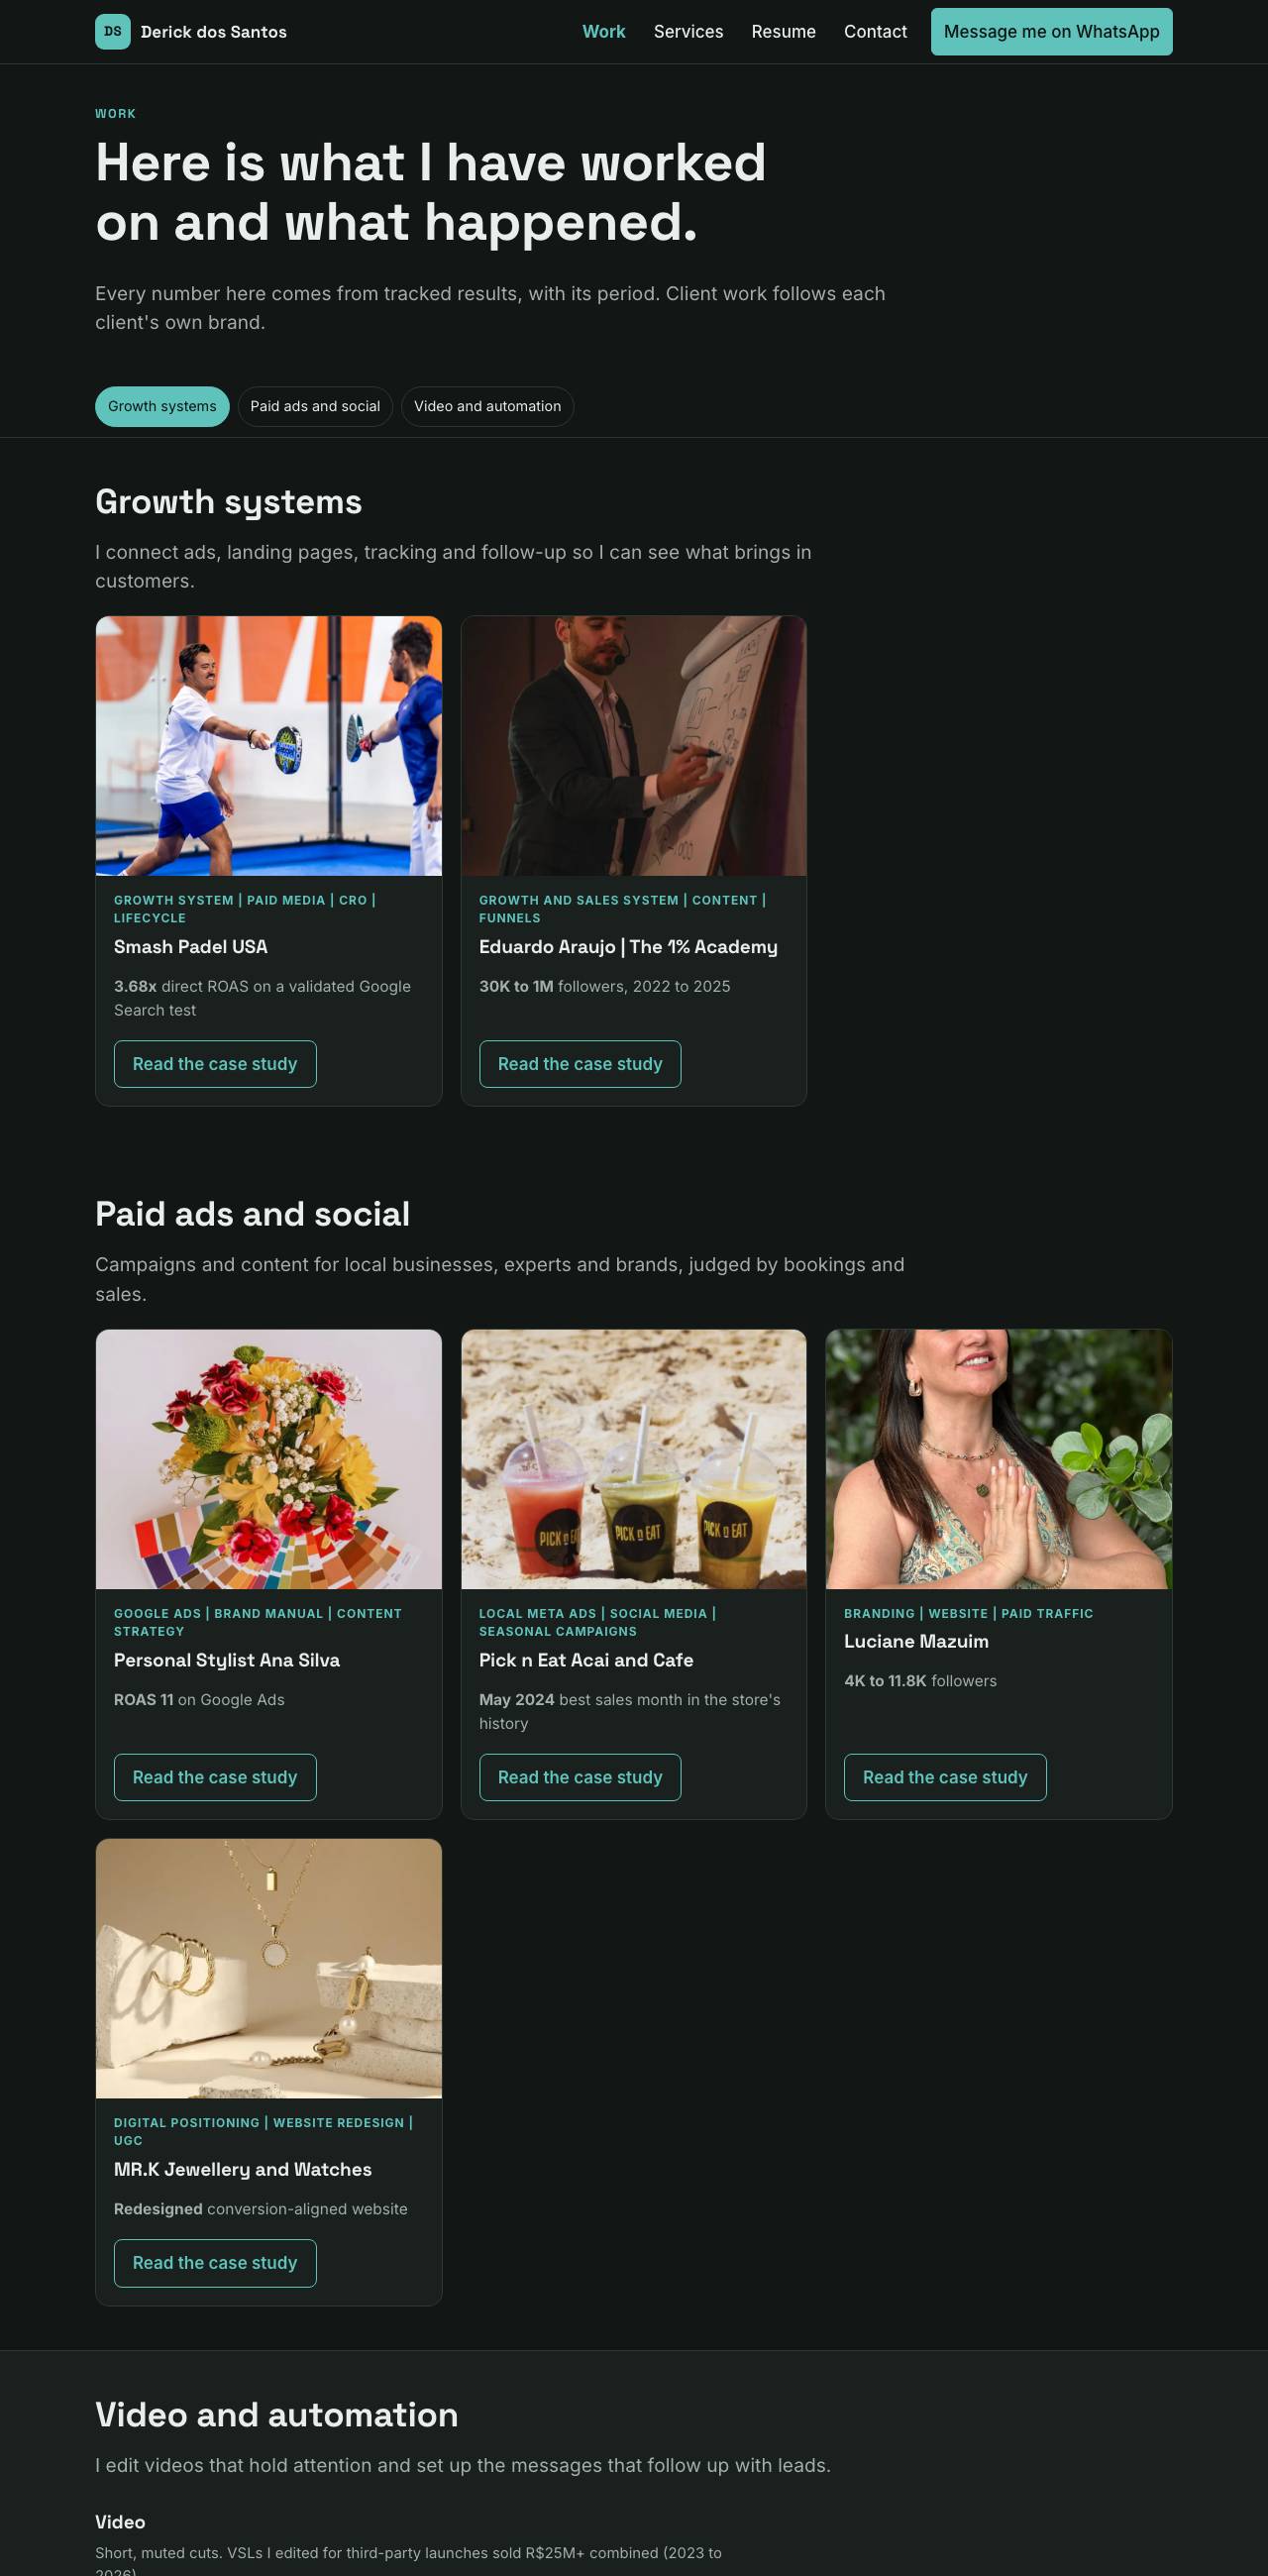 DS Derick dos Santos Work Services Resume Contact Message me on WhatsApp
WORK
Here is what I have worked
on and what happened.
Every number here comes from tracked results, with its period. Client work follows each
client's own brand.
Growth systems Paid ads and social Video and automation
Growth systems
I connect ads, landing pages, tracking and follow-up so I can see what brings in
customers.
GROWTH SYSTEM | PAID MEDIA | CRO |
LIFECYCLE
Smash Padel USA
3.68x direct ROAS on a validated Google
Search test
Read the case study
GROWTH AND SALES SYSTEM | CONTENT |
FUNNELS
Eduardo Araujo | The 1% Academy
30K to 1M followers, 2022 to 2025
Read the case study
Paid ads and social
Campaigns and content for local businesses, experts and brands, judged by bookings and
sales.
GOOGLE ADS | BRAND MANUAL | CONTENT
STRATEGY
Personal Stylist Ana Silva
ROAS 11 on Google Ads
Read the case study
PICK n EAT
PICK n EAT
PICK n EAT
LOCAL META ADS | SOCIAL MEDIA |
SEASONAL CAMPAIGNS
Pick n Eat Acai and Cafe
May 2024 best sales month in the store's
history
Read the case study
BRANDING | WEBSITE | PAID TRAFFIC
Luciane Mazuim
4K to 11.8K followers
Read the case study
DIGITAL POSITIONING | WEBSITE REDESIGN |
UGC
MR.K Jewellery and Watches
Redesigned conversion-aligned website
Read the case study
Video and automation
I edit videos that hold attention and set up the messages that follow up with leads.
Video
Short, muted cuts. VSLs I edited for third-party launches sold R$25M+ combined (2023 to
2026)